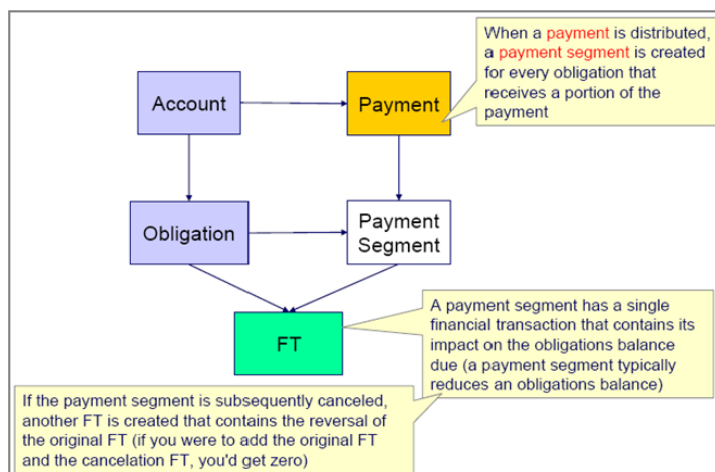 When a payment is distributed,
a payment segment is created
for every obligation that
receives a portion of the
payment
Account
Payment
Obligation
Payment
Segment
FT
A payment segment has a single
financial transaction that contains its
impact on the obligations balance
due (a payment segment typically
reduces an obligations balance)
If the payment segment is subsequently canceled,
another FT is created that contains the reversal of
the original FT (if you were to add the original FT
and the cancelation FT, you'd get zero)